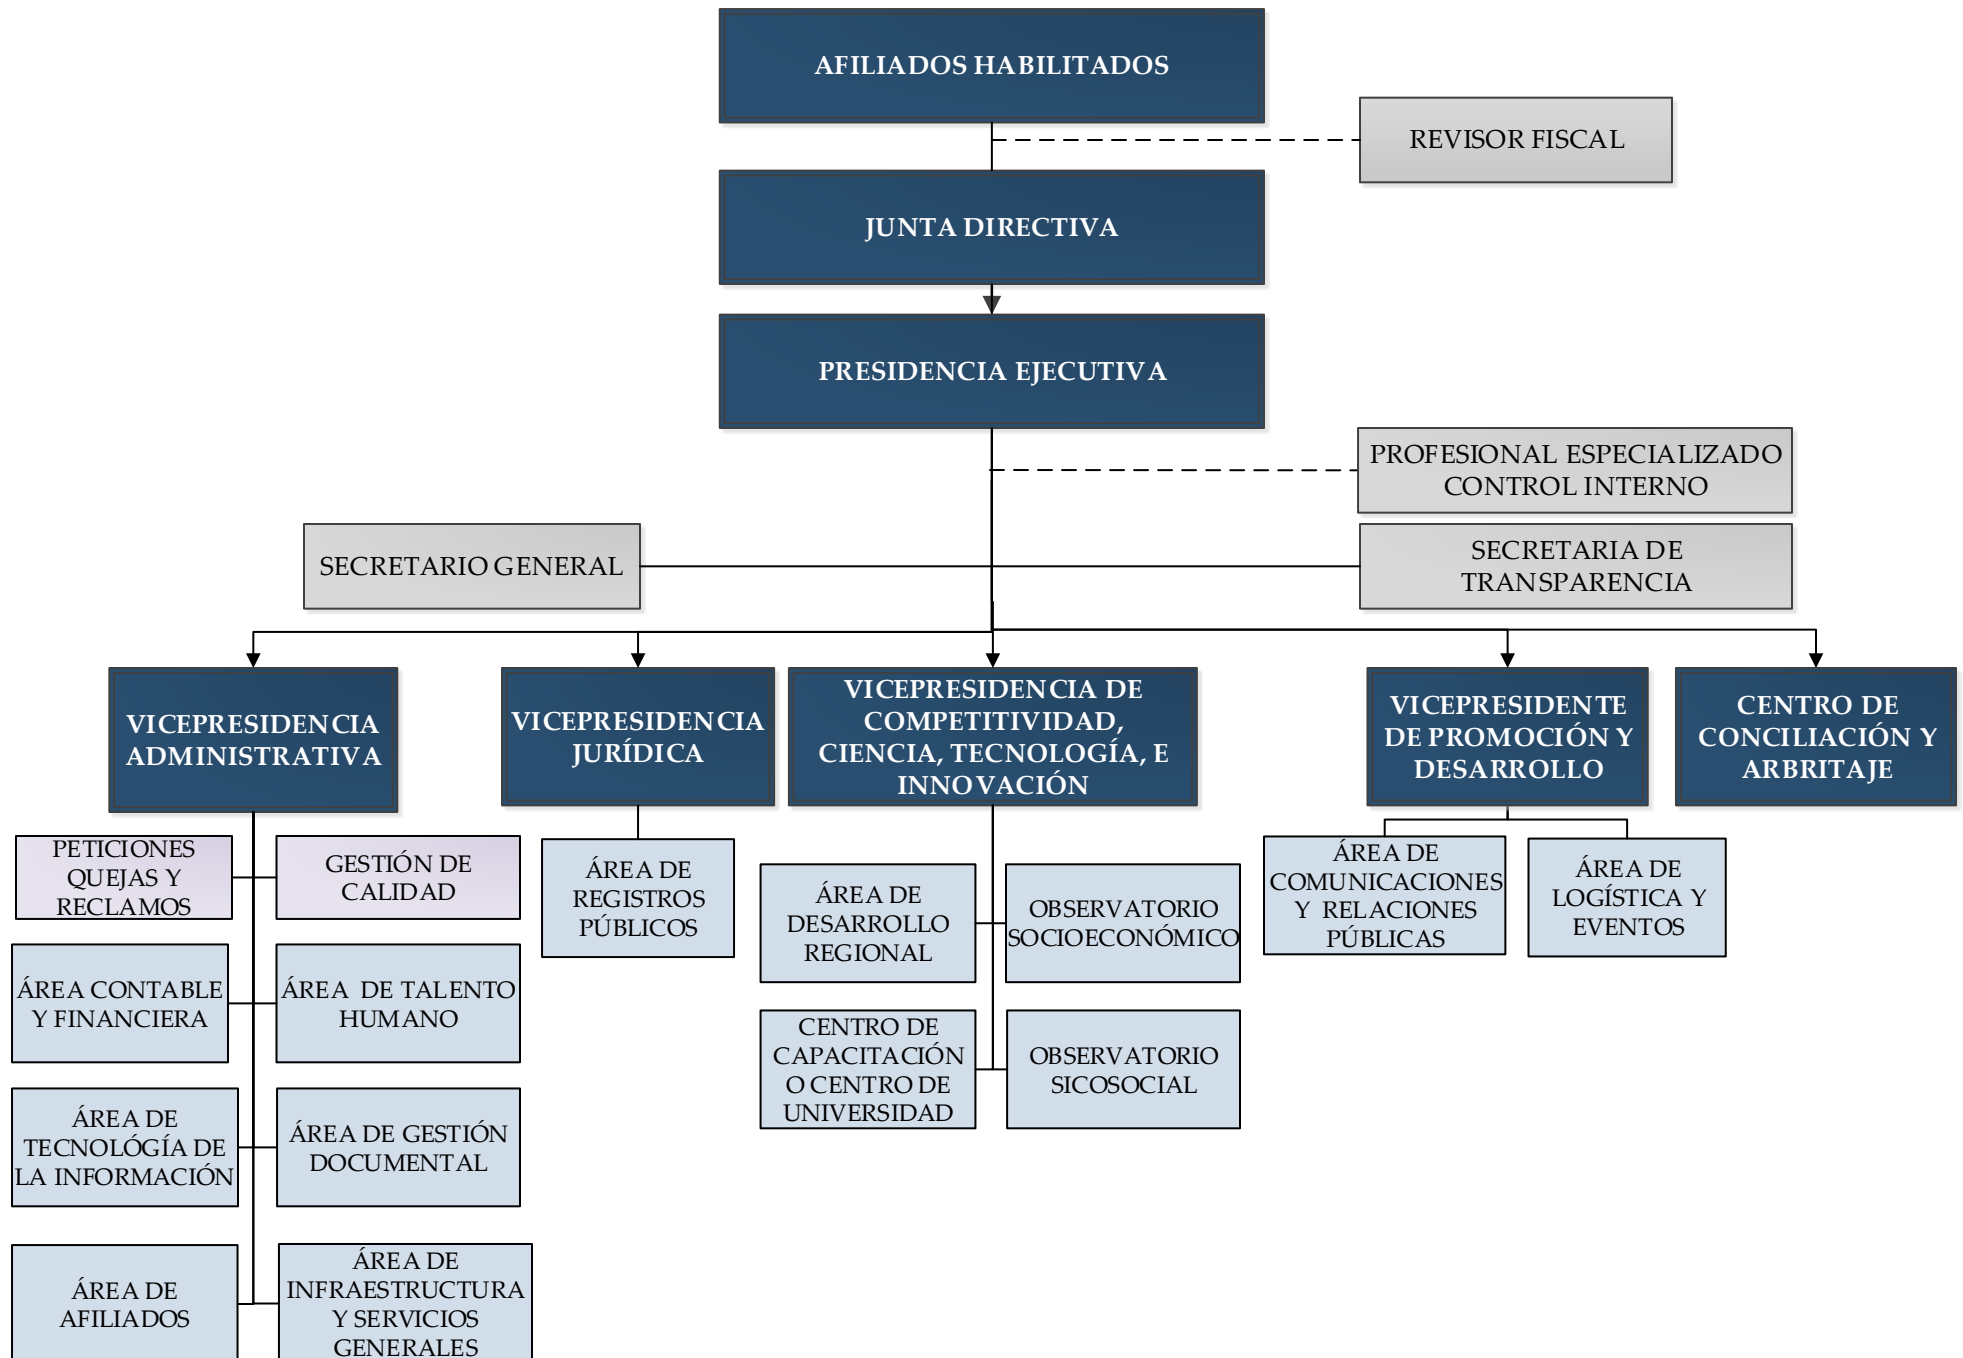 AFILIADOS HABILITADOS
REVISOR FISCAL
JUNTA DIRECTIVA
PRESIDENCIA EJECUTIVA
PROFESIONAL ESPECIALIZADO
CONTROL INTERNO
SECRETARIO GENERAL
SECRETARIA DE
TRANSPARENCIA
VICEPRESIDENCIA
ADMINISTRATIVA
VICEPRESIDENCIA
JURÍDICA
VICEPRESIDENCIA DE
COMPETITIVIDAD,
CIENCIA, TECNOLOGÍA, E
INNOVACIÓN
VICEPRESIDENTE
DE PROMOCIÓN Y
DESARROLLO
CENTRO DE
CONCILIACIÓN Y
ARBRITAJE
PETICIONES
QUEJAS Y
RECLAMOS
GESTIÓN DE
CALIDAD
ÁREA DE
REGISTROS
PÚBLICOS
ÁREA DE
DESARROLLO
REGIONAL
OBSERVATORIO
SOCIOECONÓMICO
ÁREA DE
COMUNICACIONES
Y RELACIONES
PÚBLICAS
ÁREA DE
LOGÍSTICA Y
EVENTOS
ÁREA CONTABLE
Y FINANCIERA
ÁREA DE TALENTO
HUMANO
CENTRO DE
CAPACITACIÓN
O CENTRO DE
UNIVERSIDAD
OBSERVATORIO
SICOSOCIAL
ÁREA DE
TECNÓLÓGÍA DE
LA INFORMACIÓN
ÁREA DE GESTIÓN
DOCUMENTAL
ÁREA DE
AFILIADOS
ÁREA DE
INFRAESTRUCTURA
Y SERVICIOS
GENERALES